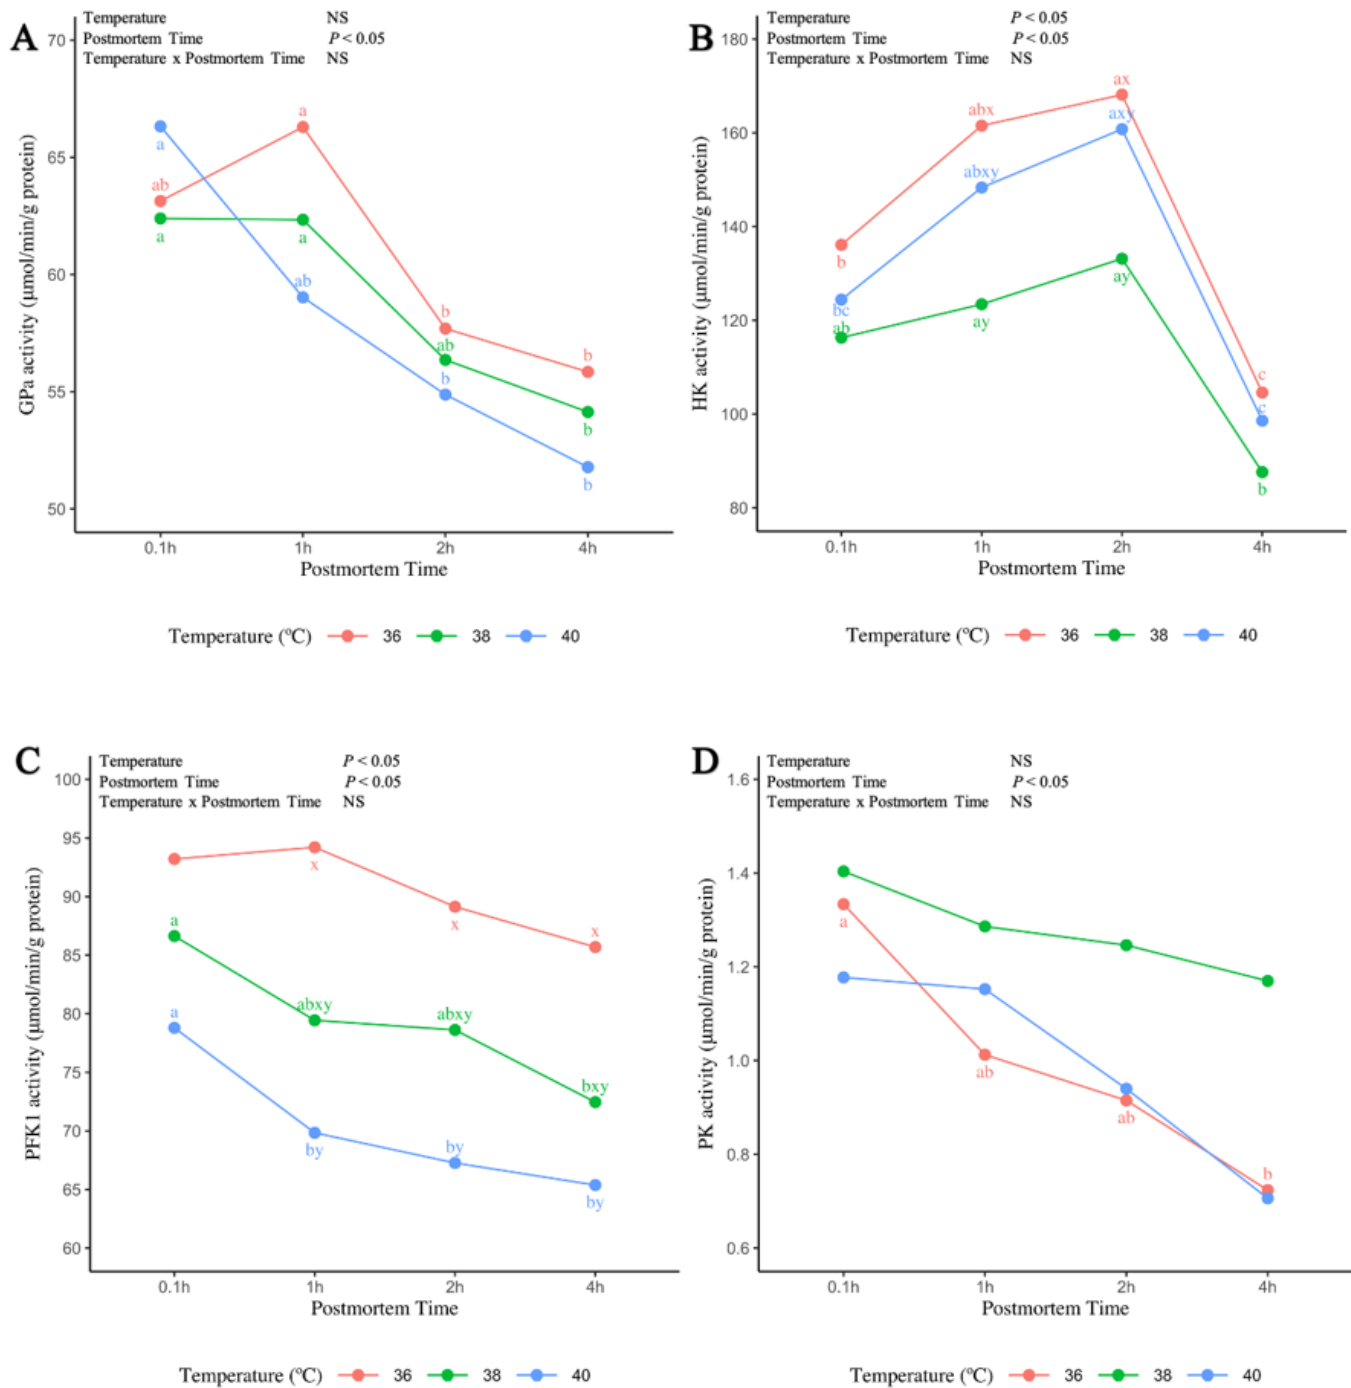 A
Temperature NS
Postmortem Time P < 0.05
Temperature x Postmortem Time NS
GPa activity (µmol/min/g protein)
70
65
60
55
50
ab
a
b
b
a
a
ab
b
a
ab
b
b
0.1h 1h 2h 4h
Postmortem Time
Temperature (ºC) 36 38 40
B
Temperature P < 0.05
Postmortem Time P < 0.05
Temperature x Postmortem Time NS
HK activity (µmol/min/g protein)
180
160
140
120
100
80
b
abx
ax
c
ab
ay
ay
b
bc
abxy
axy
c
0.1h 1h 2h 4h
Postmortem Time
Temperature (ºC) 36 38 40
C
Temperature P < 0.05
Postmortem Time P < 0.05
Temperature x Postmortem Time NS
PFK1 activity (µmol/min/g protein)
100
95
90
85
80
75
70
65
60
x
x
x
a
abxy
abxy
bxy
a
by
by
by
0.1h 1h 2h 4h
Postmortem Time
Temperature (ºC) 36 38 40
D
Temperature NS
Postmortem Time P < 0.05
Temperature x Postmortem Time NS
PK activity (µmol/min/g protein)
1.6
1.4
1.2
1.0
0.8
0.6
a
ab
ab
b
0.1h 1h 2h 4h
Postmortem Time
Temperature (ºC) 36 38 40